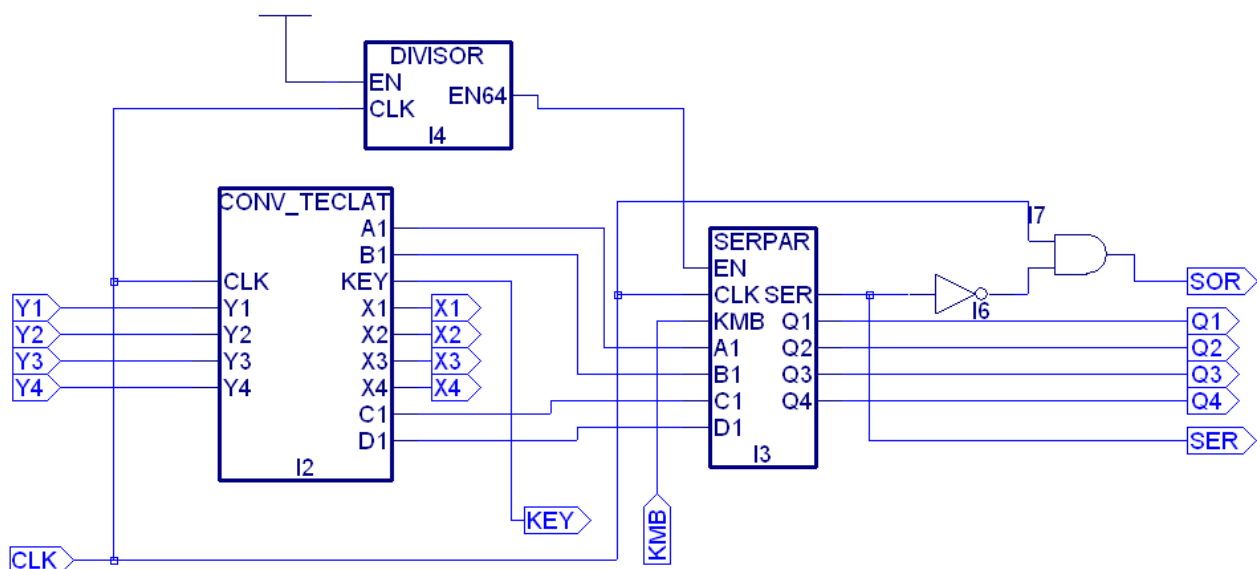 DIVISOR
EN
CLK
EN64
I4
CONV_TECLAT
A1
B1
CLK
KEY
Y1
Y1
X1
X1
Y2
Y2
X2
X2
Y3
Y3
X3
X3
Y4
Y4
X4
X4
C1
D1
I2
KEY
CLK
SERPAR
EN
CLK
SER
KMB
Q1
A1
Q2
B1
Q3
C1
Q4
D1
I3
KMB
I7
I6
SOR
Q1
Q2
Q3
Q4
SER